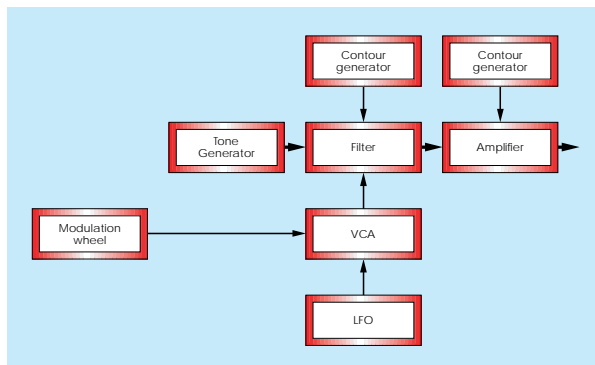 Contour
generator
Contour
generator
Tone
Generator
Filter
Amplifier
Modulation
wheel
VCA
LFO